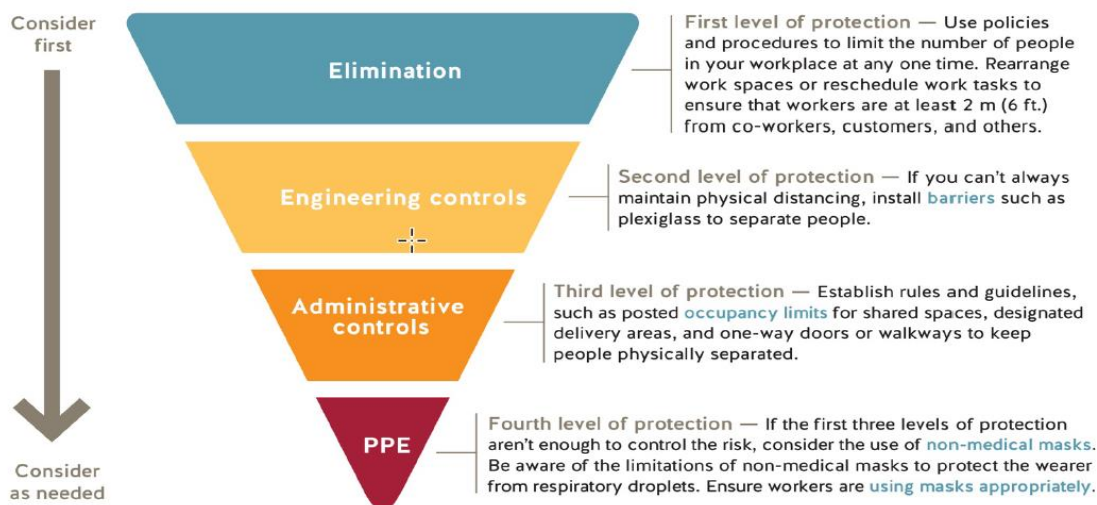 Consider
first
Elimination
First level of protection — Use policies
and procedures to limit the number of people
in your workplace at any one time. Rearrange
work spaces or reschedule work tasks to
ensure that workers are at least 2 m (6 ft.)
from co-workers, customers, and others.
Engineering controls
Second level of protection — If you can't always
maintain physical distancing, install barriers such as
plexiglass to separate people.
Administrative
controls
Third level of protection — Establish rules and guidelines,
such as posted occupancy limits for shared spaces, designated
delivery areas, and one-way doors or walkways to keep
people physically separated.
PPE
Fourth level of protection — If the first three levels of protection
aren't enough to control the risk, consider the use of non-medical masks.
Be aware of the limitations of non-medical masks to protect the wearer
from respiratory droplets. Ensure workers are using masks appropriately.
Consider
as needed